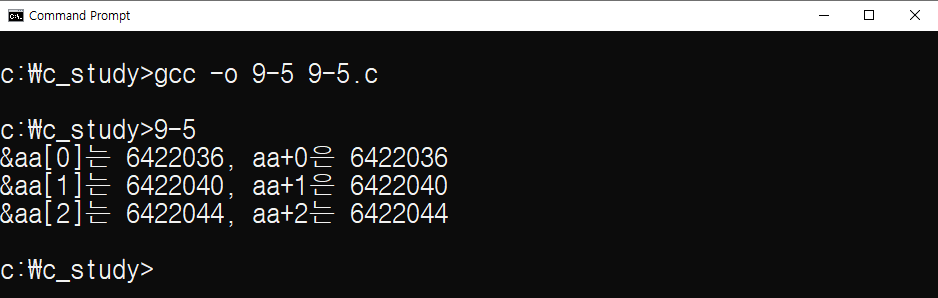 Command Prompt
c:₩c_study>gcc -o 9-5 9-5.c
c:₩c_study>9-5
&aa[0]는 6422036, aa+0은 6422036
&aa[1]는 6422040, aa+1은 6422040
&aa[2]는 6422044, aa+2는 6422044
c:₩c_study>